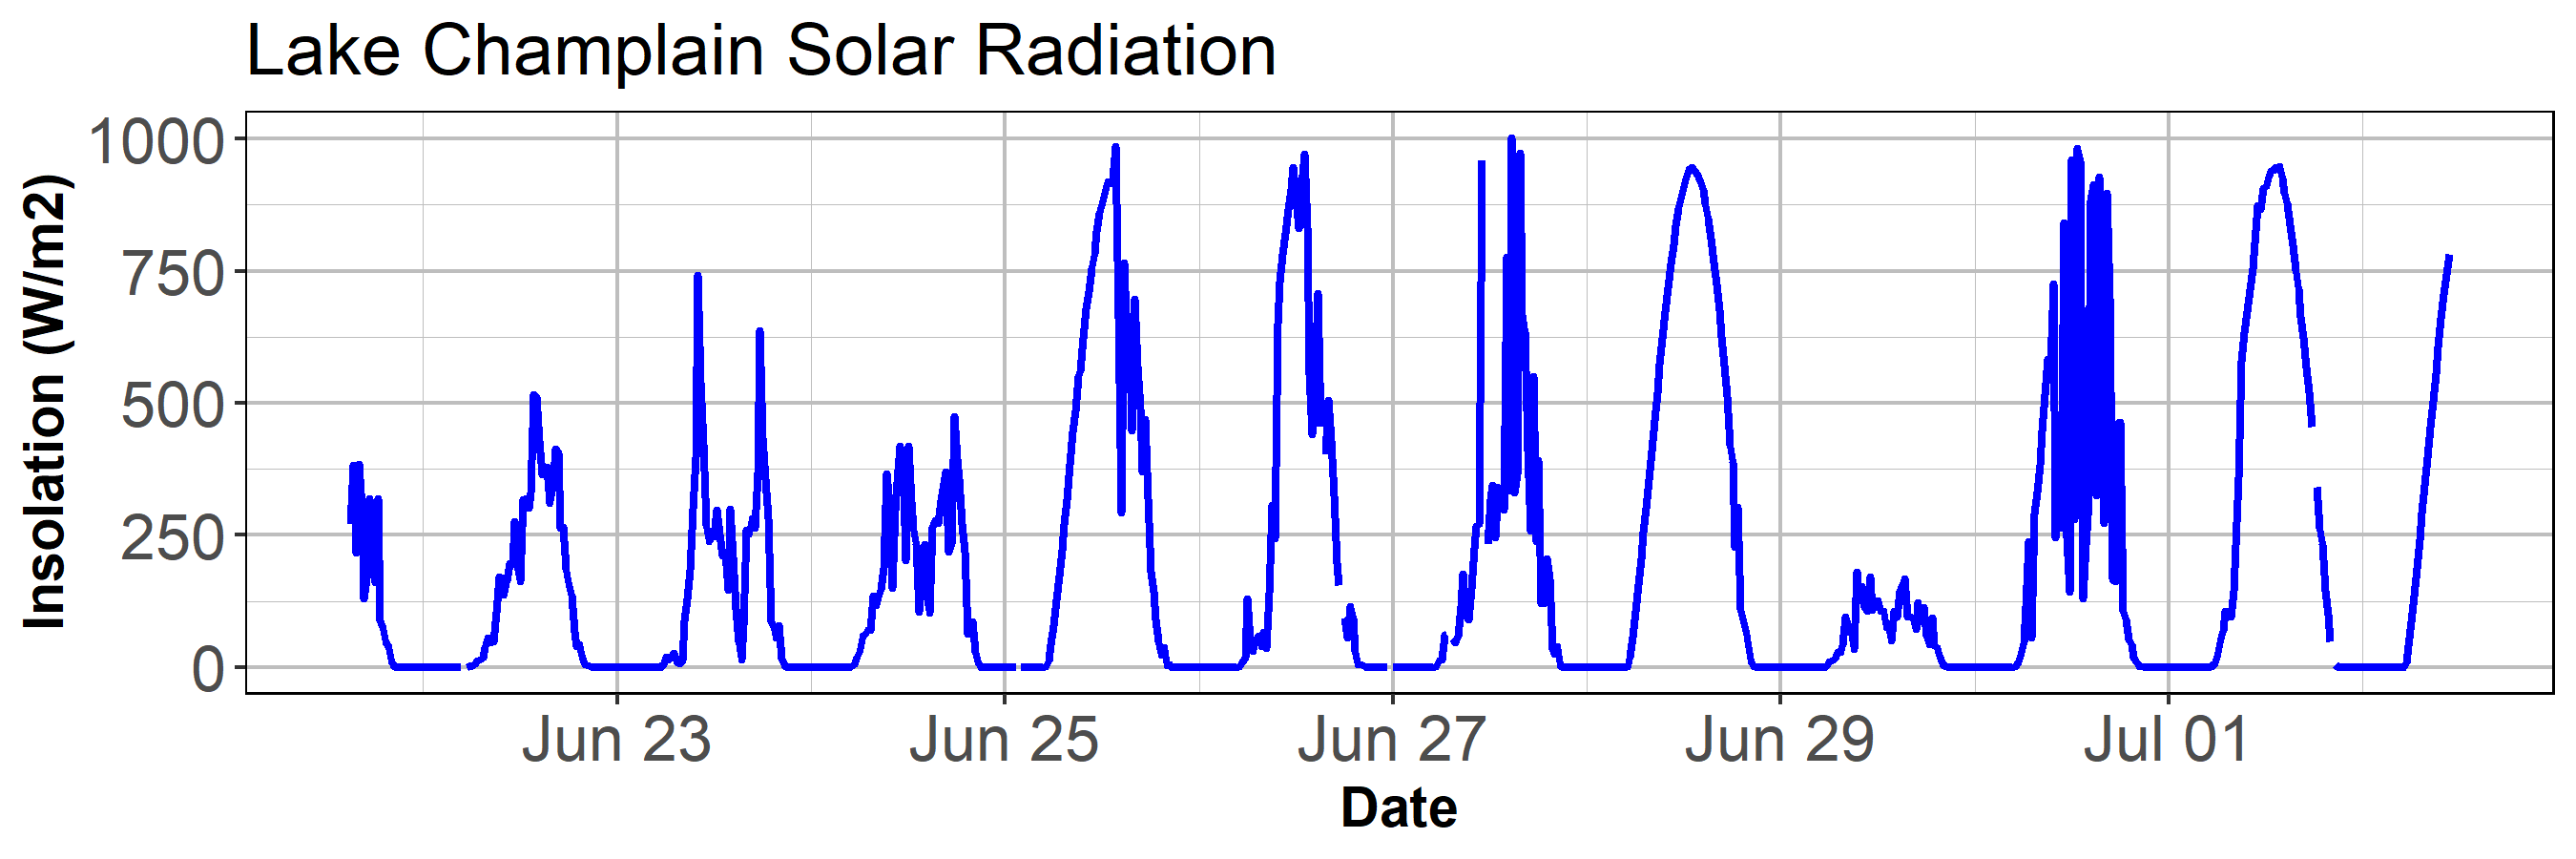 Lake Champlain Solar Radiation
1000
750
500
250
0
Insolation (W/m2)
Jun 23 Jun 25 Jun 27 Jun 29 Jul 01
Date